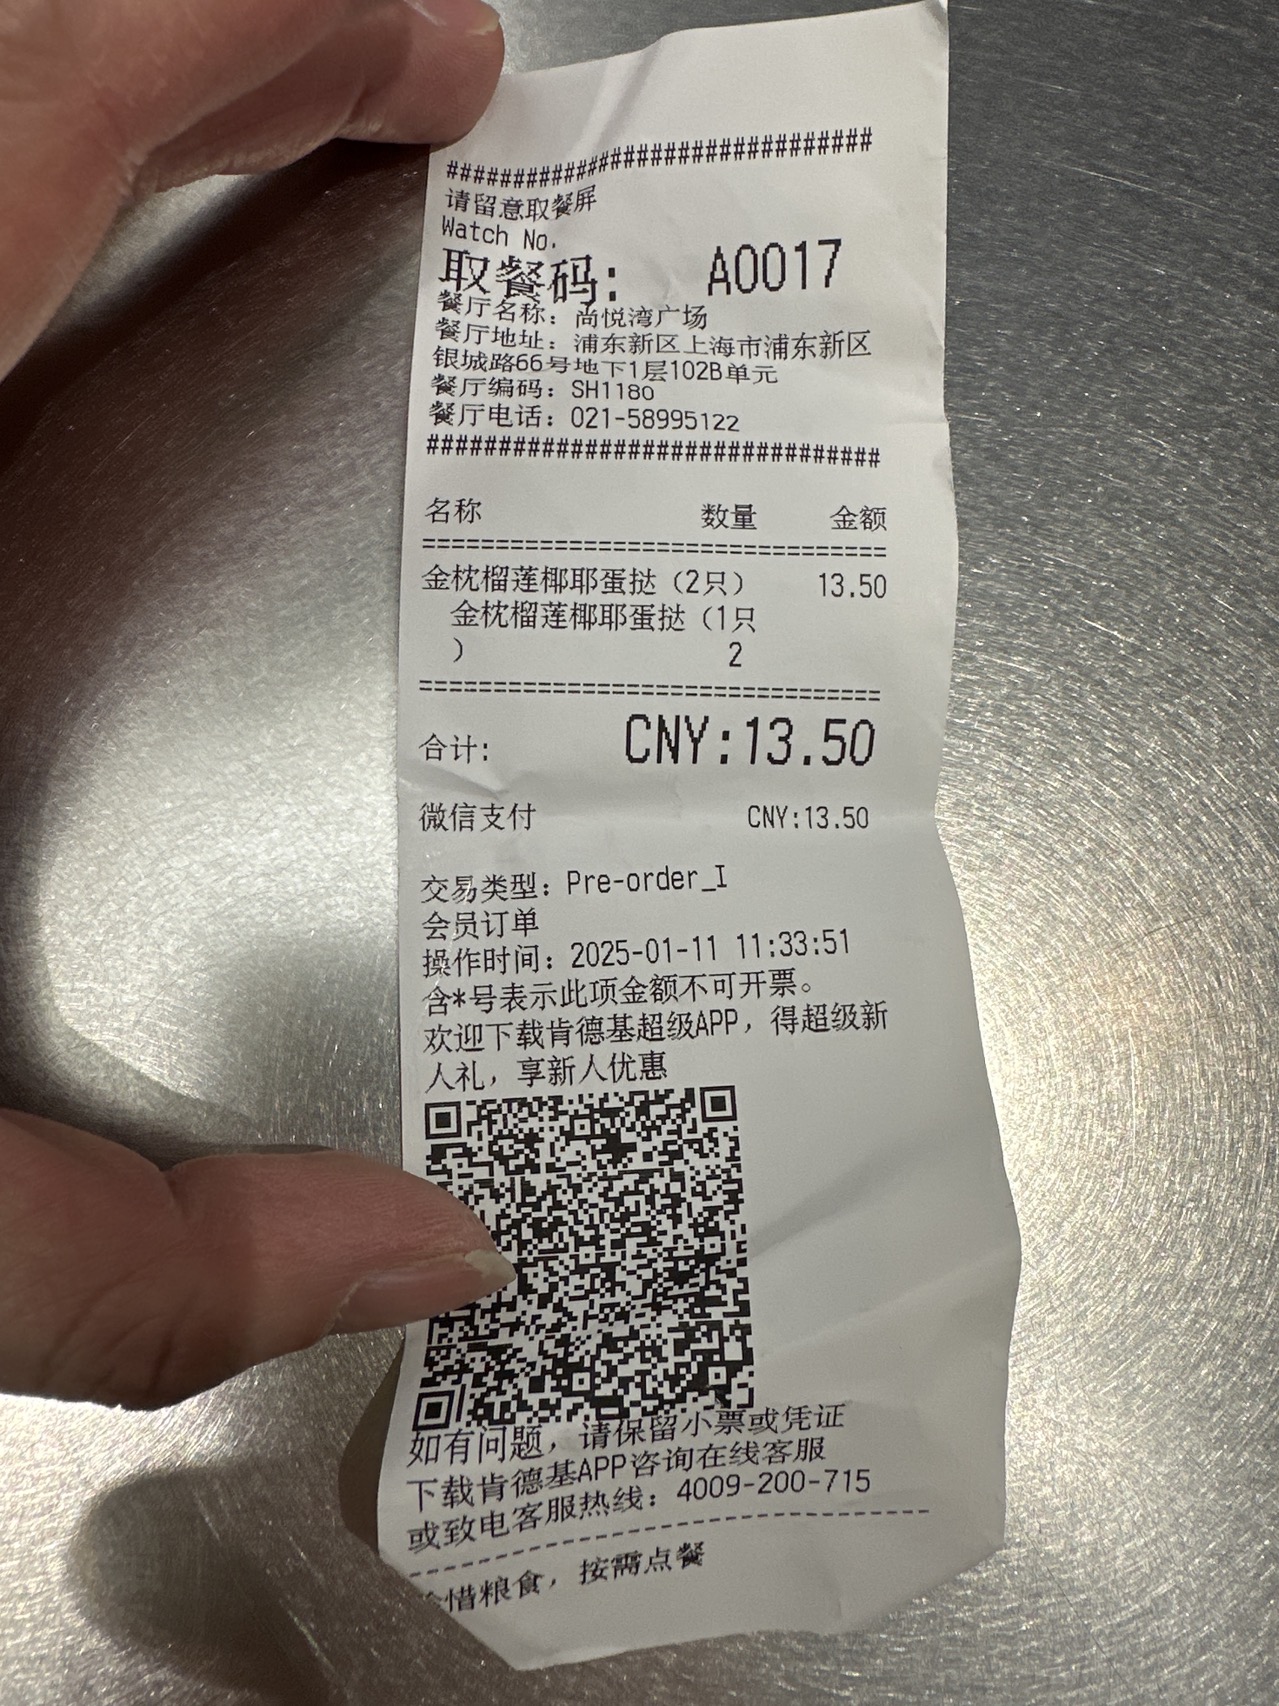 ################################
请留意取餐屏
Watch No.
取餐码： A0017
餐厅名称：尚悦湾广场
餐厅地址：浦东新区上海市浦东新区
银城路66号地下1层102B单元
餐厅编码：SH1180
餐厅电话：021-58995122
################################
名称 数量 金额
================================
金枕榴莲椰耶蛋挞（2只） 13.50
金枕榴莲椰耶蛋挞（1只
） 2
================================
合计: CNY:13.50
微信支付 CNY:13.50
交易类型：Pre-order_I
会员订单
操作时间：2025-01-11 11:33:51
含*号表示此项金额不可开票。
欢迎下载肯德基超级APP，得超级新
人礼，享新人优惠
如有问题，请保留小票或凭证
下载肯德基APP咨询在线客服
或致电客服热线：4009-200-715
--------------------------------
惜粮食，按需点餐